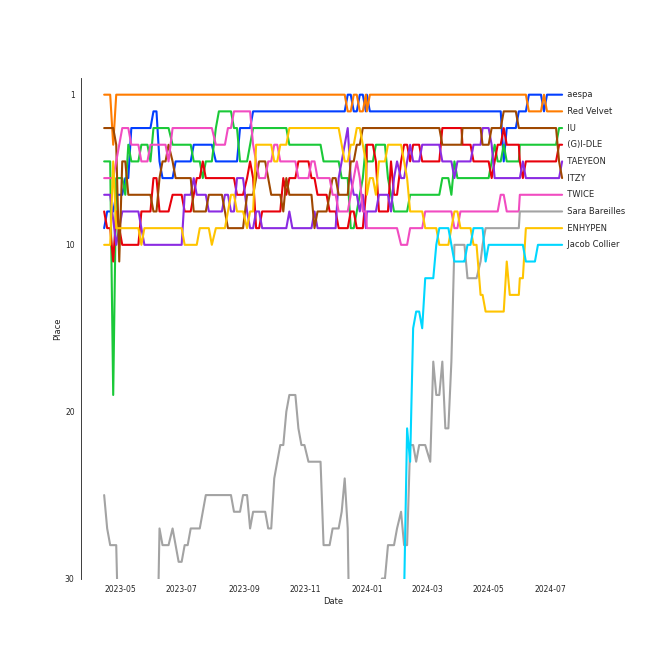 1
10
20
30
Place
aespa
Red Velvet
IU
(G)I-DLE
TAEYEON
ITZY
TWICE
Sara Bareilles
ENHYPEN
Jacob Collier
2023-05 2023-07 2023-09 2023-11 2024-01 2024-03 2024-05 2024-07
Date